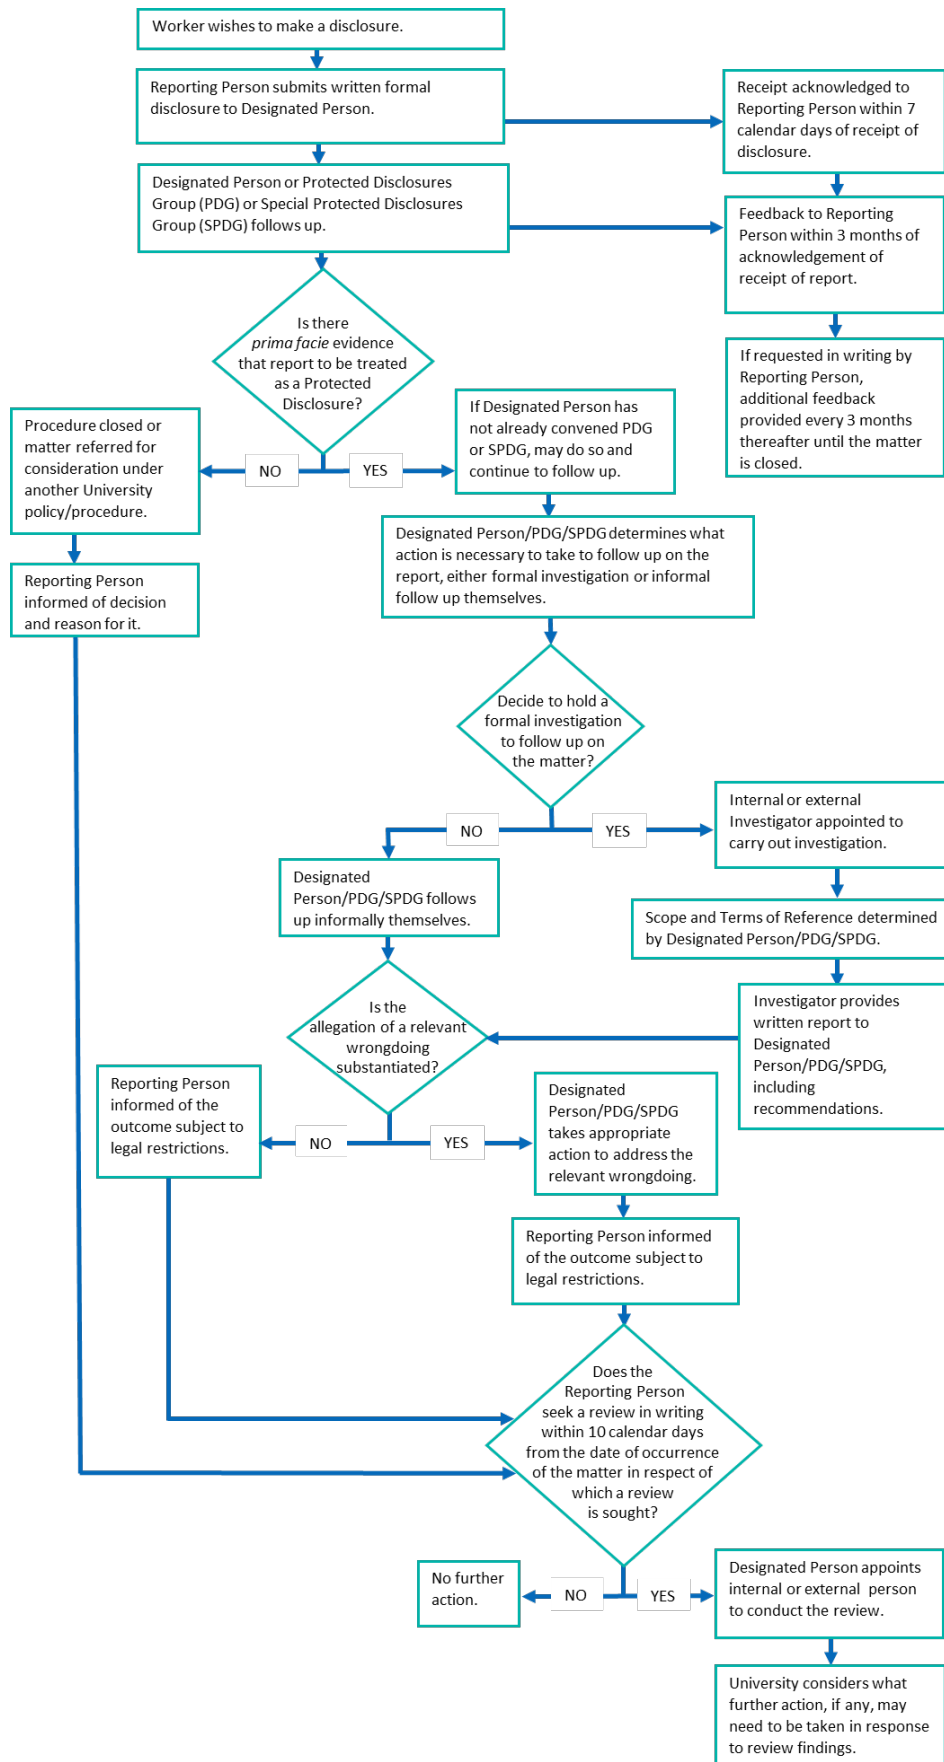 Worker wishes to make a disclosure.
Reporting Person submits written formal
disclosure to Designated Person.
Receipt acknowledged to
Reporting Person within 7
calendar days of receipt of
disclosure.
Designated Person or Protected Disclosures
Group (PDG) or Special Protected Disclosures
Group (SPDG) follows up.
Feedback to Reporting
Person within 3 months of
acknowledgement of
receipt of report.
Is there
prima facie evidence
that report to be treated
as a Protected
Disclosure?
If requested in writing by
Reporting Person,
additional feedback
provided every 3 months
thereafter until the matter
is closed.
NO
YES
Procedure closed or
matter referred for
consideration under
another University
policy/procedure.
If Designated Person has
not already convened PDG
or SPDG, may do so and
continue to follow up.
Reporting Person
informed of decision
and reason for it.
Designated Person/PDG/SPDG determines what
action is necessary to take to follow up on the
report, either formal investigation or informal
follow up themselves.
Decide to hold a
formal investigation
to follow up on
the matter?
NO
YES
Internal or external
Investigator appointed to
carry out investigation.
Designated
Person/PDG/SPDG follows
up informally themselves.
Scope and Terms of Reference determined
by Designated Person/PDG/SPDG.
Investigator provides
written report to
Designated
Person/PDG/SPDG,
including
recommendations.
Is the
allegation of a relevant
wrongdoing
substantiated?
NO
YES
Reporting Person
informed of the
outcome subject to
legal restrictions.
Designated
Person/PDG/SPDG
takes appropriate
action to address the
relevant wrongdoing.
Reporting Person informed
of the outcome subject to
legal restrictions.
Does the
Reporting Person
seek a review in writing
within 10 calendar days
from the date of occurrence
of the matter in respect of
which a review
is sought?
NO
YES
No further
action.
Designated Person appoints
internal or external person
to conduct the review.
University considers what
further action, if any, may
need to be taken in response
to review findings.